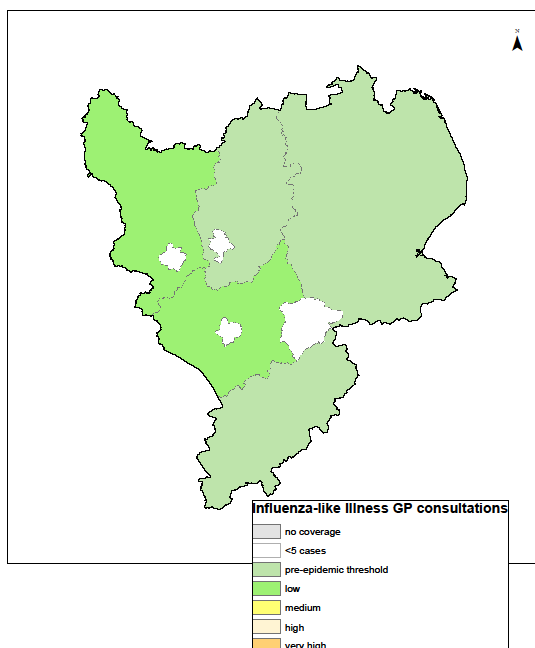 Influenza-like Illness GP consultations
no coverage
<5 cases
pre-epidemic threshold
low
medium
high
very high